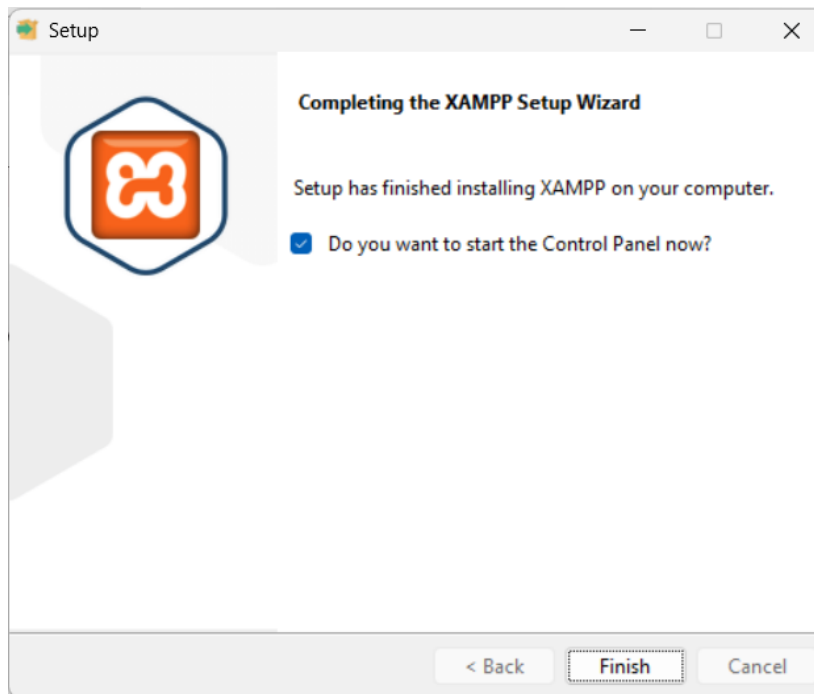 Setup
Completing the XAMPP Setup Wizard
Setup has finished installing XAMPP on your computer.
Do you want to start the Control Panel now?
< Back
Finish
Cancel